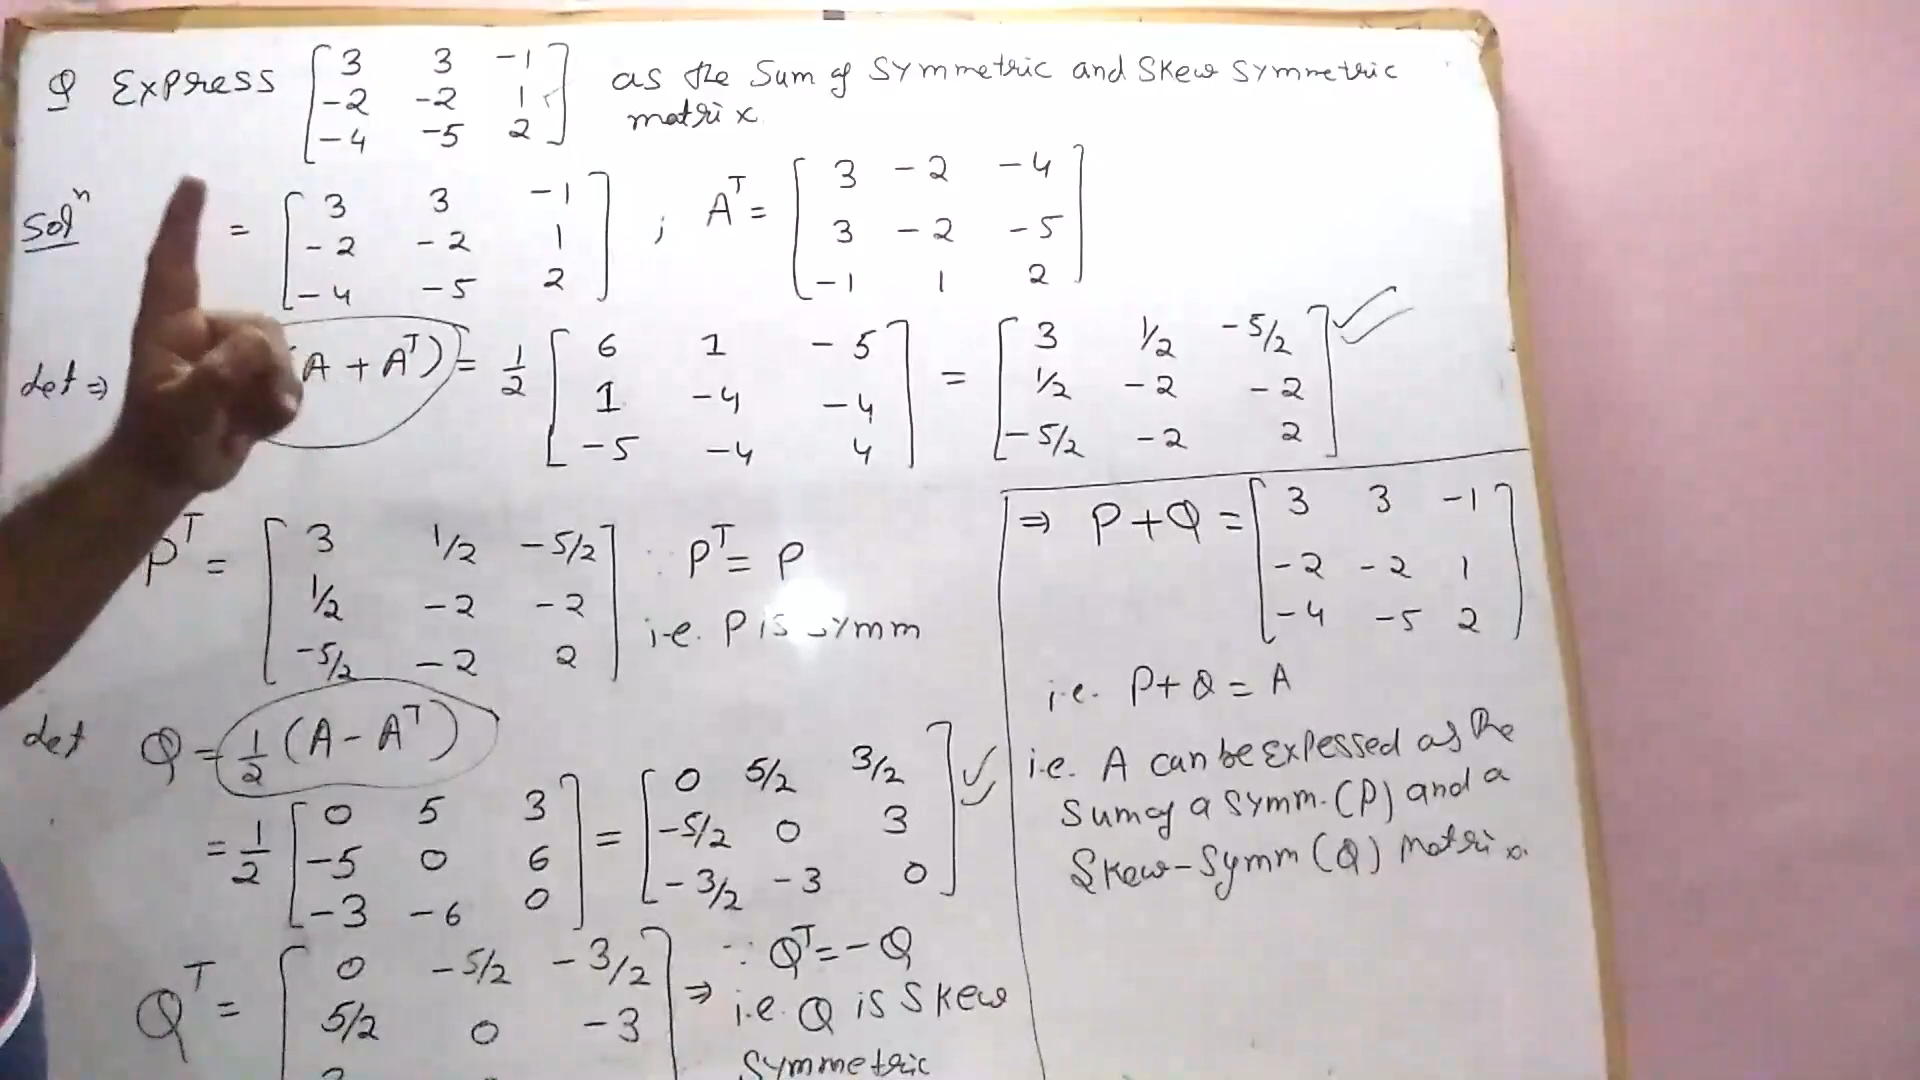 Q Express [ 3 3 -1 ] as the Sum of Symmetric and Skew Symmetric
[ -2 -2 1 ] matrix
[ -4 -5 2 ]
Solⁿ = [ 3 3 -1 ] ; Aᵀ = [ 3 -2 -4 ]
[ -2 -2 1 ] [ 3 -2 -5 ]
[ -4 -5 2 ] [ -1 1 2 ]
Let ⇒ (A + Aᵀ) = 1/2 [ 6 1 -5 ] = [ 3 1/2 -5/2 ] ✓
[ 1 -4 -4 ] [ 1/2 -2 -2 ]
[ -5 -4 4 ] [ -5/2 -2 2 ]
Pᵀ = [ 3 1/2 -5/2 ] ∵ Pᵀ = P
[ 1/2 -2 -2 ] i.e. P is symm
[ -5/2 -2 2 ]
Let Q = 1/2 (A - Aᵀ)
= 1/2 [ 0 5 3 ] = [ 0 5/2 3/2 ] ✓
[ -5 0 6 ] [ -5/2 0 3 ]
[ -3 -6 0 ] [ -3/2 -3 0 ]
Qᵀ = [ 0 -5/2 -3/2 ] ⇒ ∵ Qᵀ = -Q
[ 5/2 0 -3 ] i.e. Q is Skew
Symmetric
⇒ P+Q = [ 3 3 -1 ]
[ -2 -2 1 ]
[ -4 -5 2 ]
i.e. P+Q = A
i.e. A can be Expessed as the
Sum of a Symm. (P) and a
Skew-Symm (Q) Matrix.